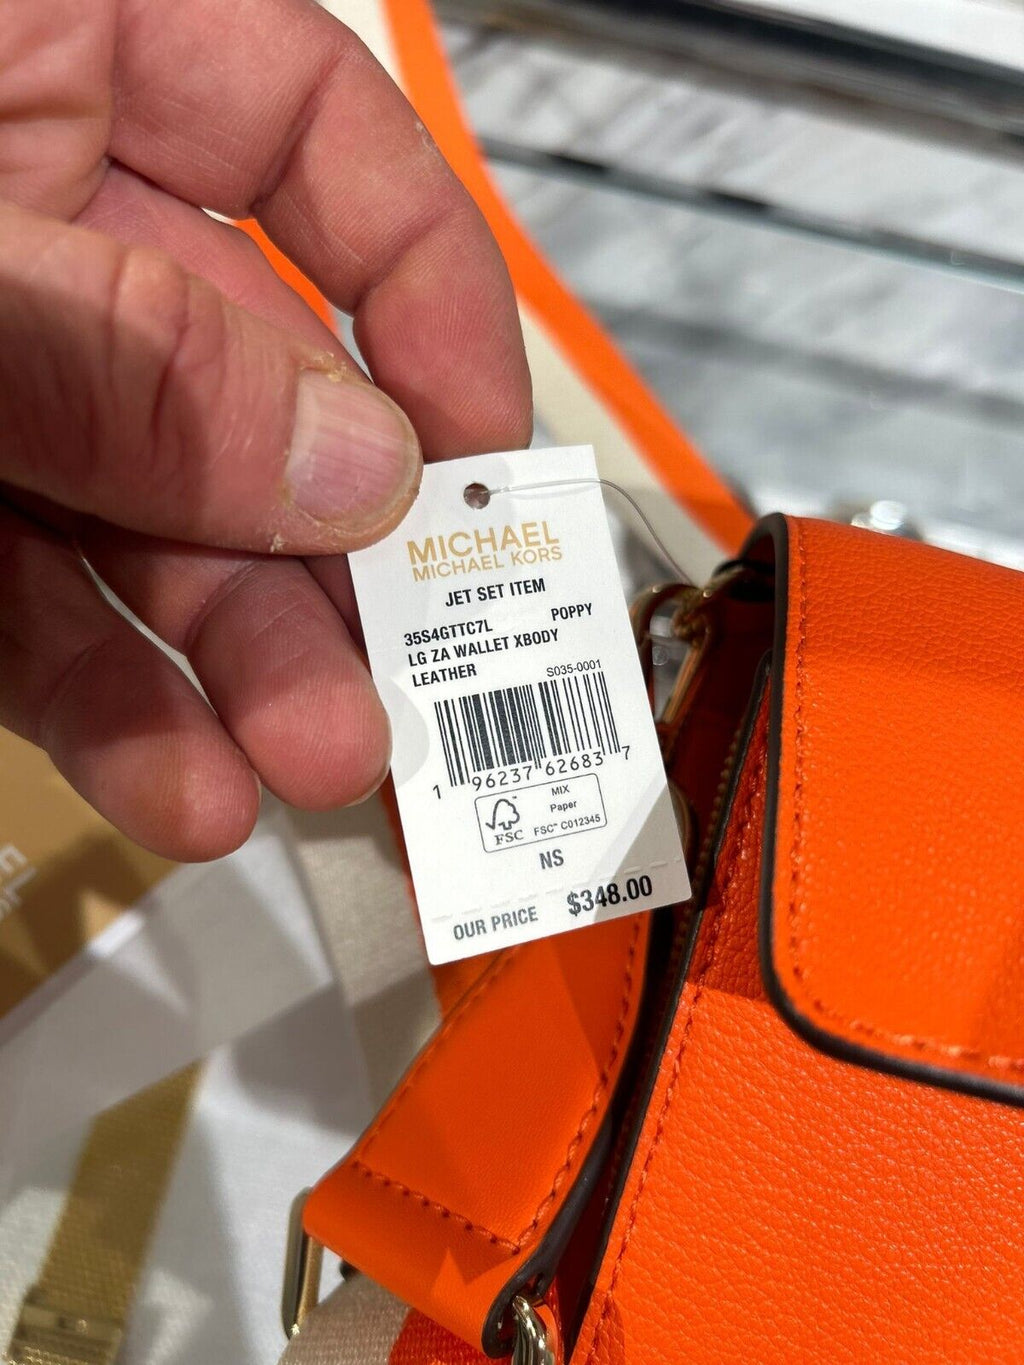 MICHAEL
MICHAEL KORS
JET SET ITEM
35S4GTTC7L POPPY
LG ZA WALLET XBODY
LEATHER
S035-0001
1 96237 62683 7
MIX
Paper
FSC
FSC™ C012345
NS
OUR PRICE $348.00